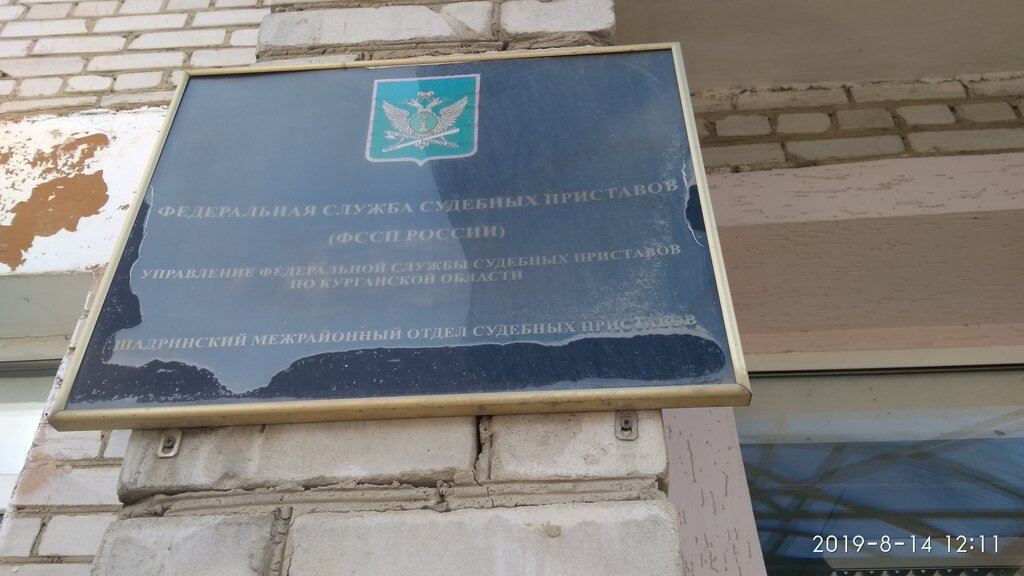 ФЕДЕРАЛЬНАЯ СЛУЖБА СУДЕБНЫХ ПРИСТАВОВ
(ФССП РОССИИ)
УПРАВЛЕНИЕ ФЕДЕРАЛЬНОЙ СЛУЖБЫ СУДЕБНЫХ ПРИСТАВОВ
ПО КУРГАНСКОЙ ОБЛАСТИ
ШАДРИНСКИЙ МЕЖРАЙОННЫЙ ОТДЕЛ СУДЕБНЫХ ПРИСТАВОВ
2019-8-14 12:11